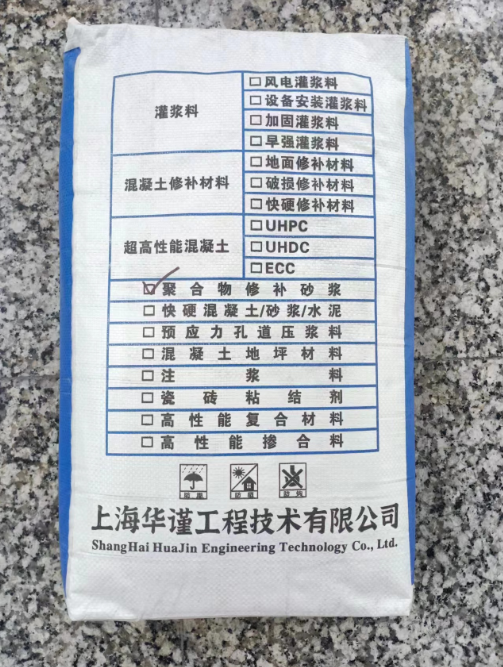 灌浆料
□风电灌浆料
□设备安装灌浆料
□加固灌浆料
□早强灌浆料
混凝土修补材料
□地面修补材料
□破损修补材料
□快硬修补材料
超高性能混凝土
□UHPC
□UHDC
□ECC
☑聚合物修补砂浆
□快硬混凝土/砂浆/水泥
□预应力孔道压浆料
□混凝土地坪材料
□注浆料
□瓷砖粘结剂
□高性能复合材料
□高性能掺合料
上海华谨工程技术有限公司
ShangHai HuaJin Engineering Technology Co., Ltd.